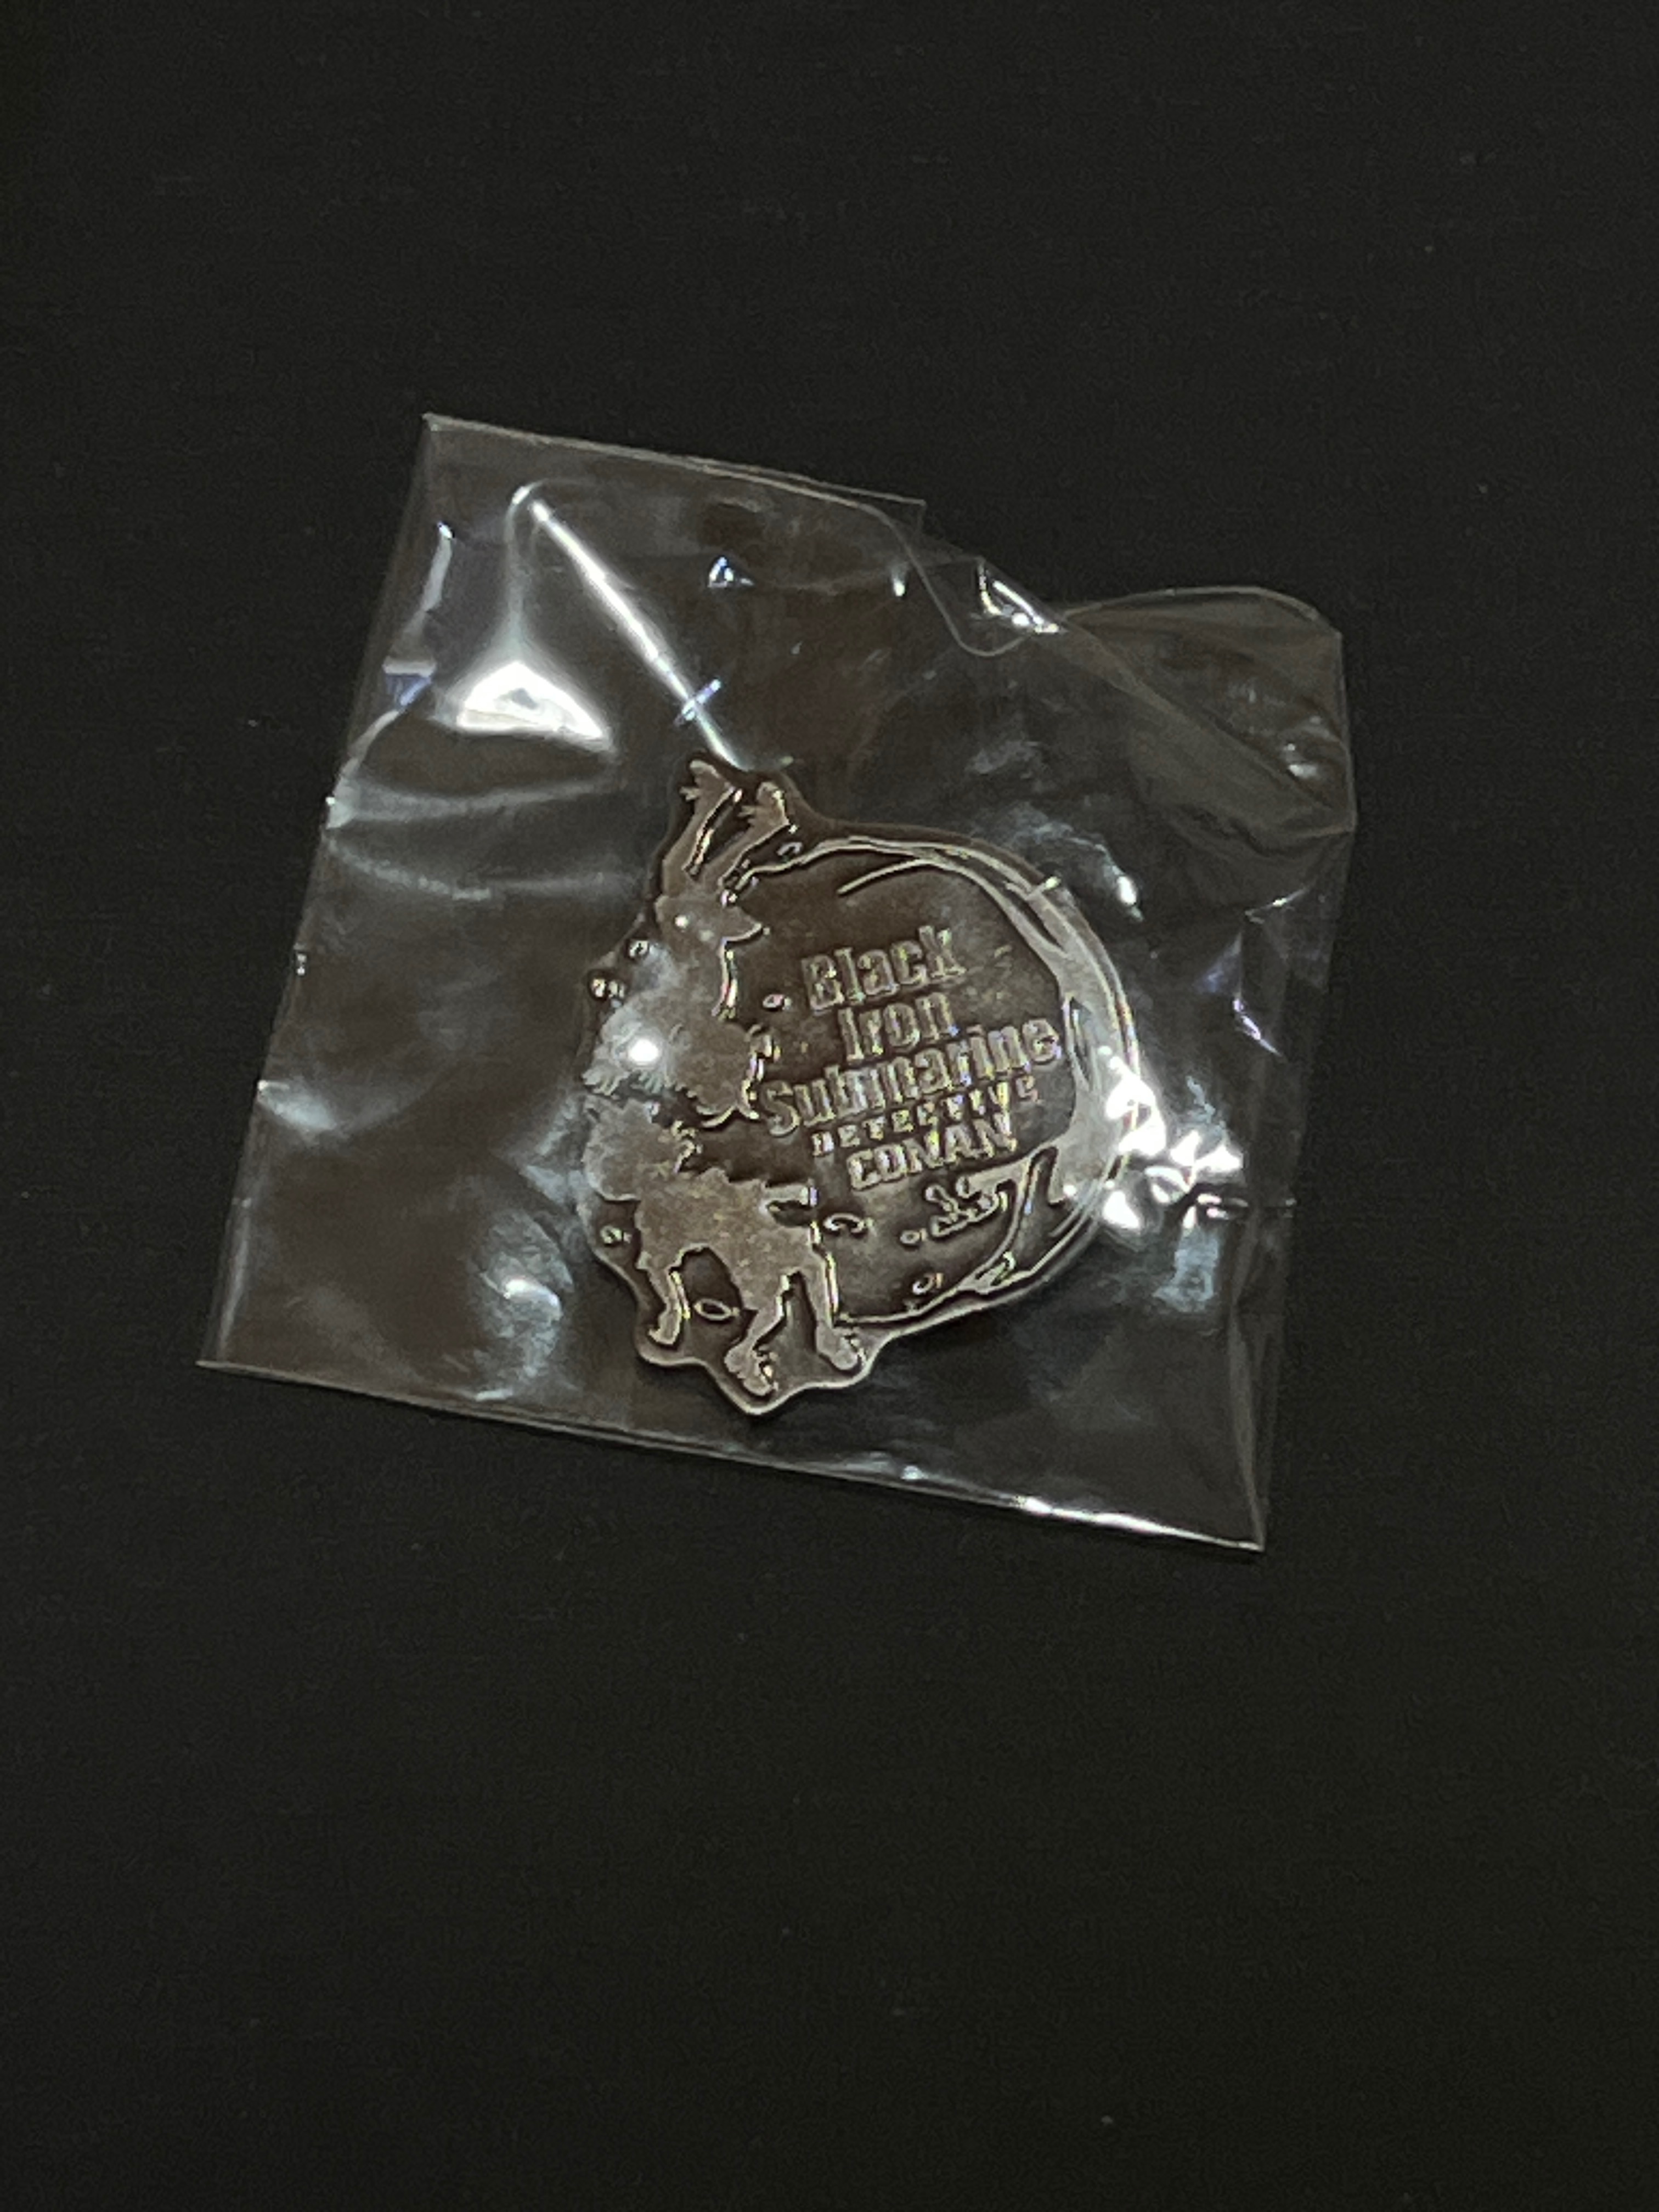 Black
Iron
Submarine
DETECTIVE
CONAN